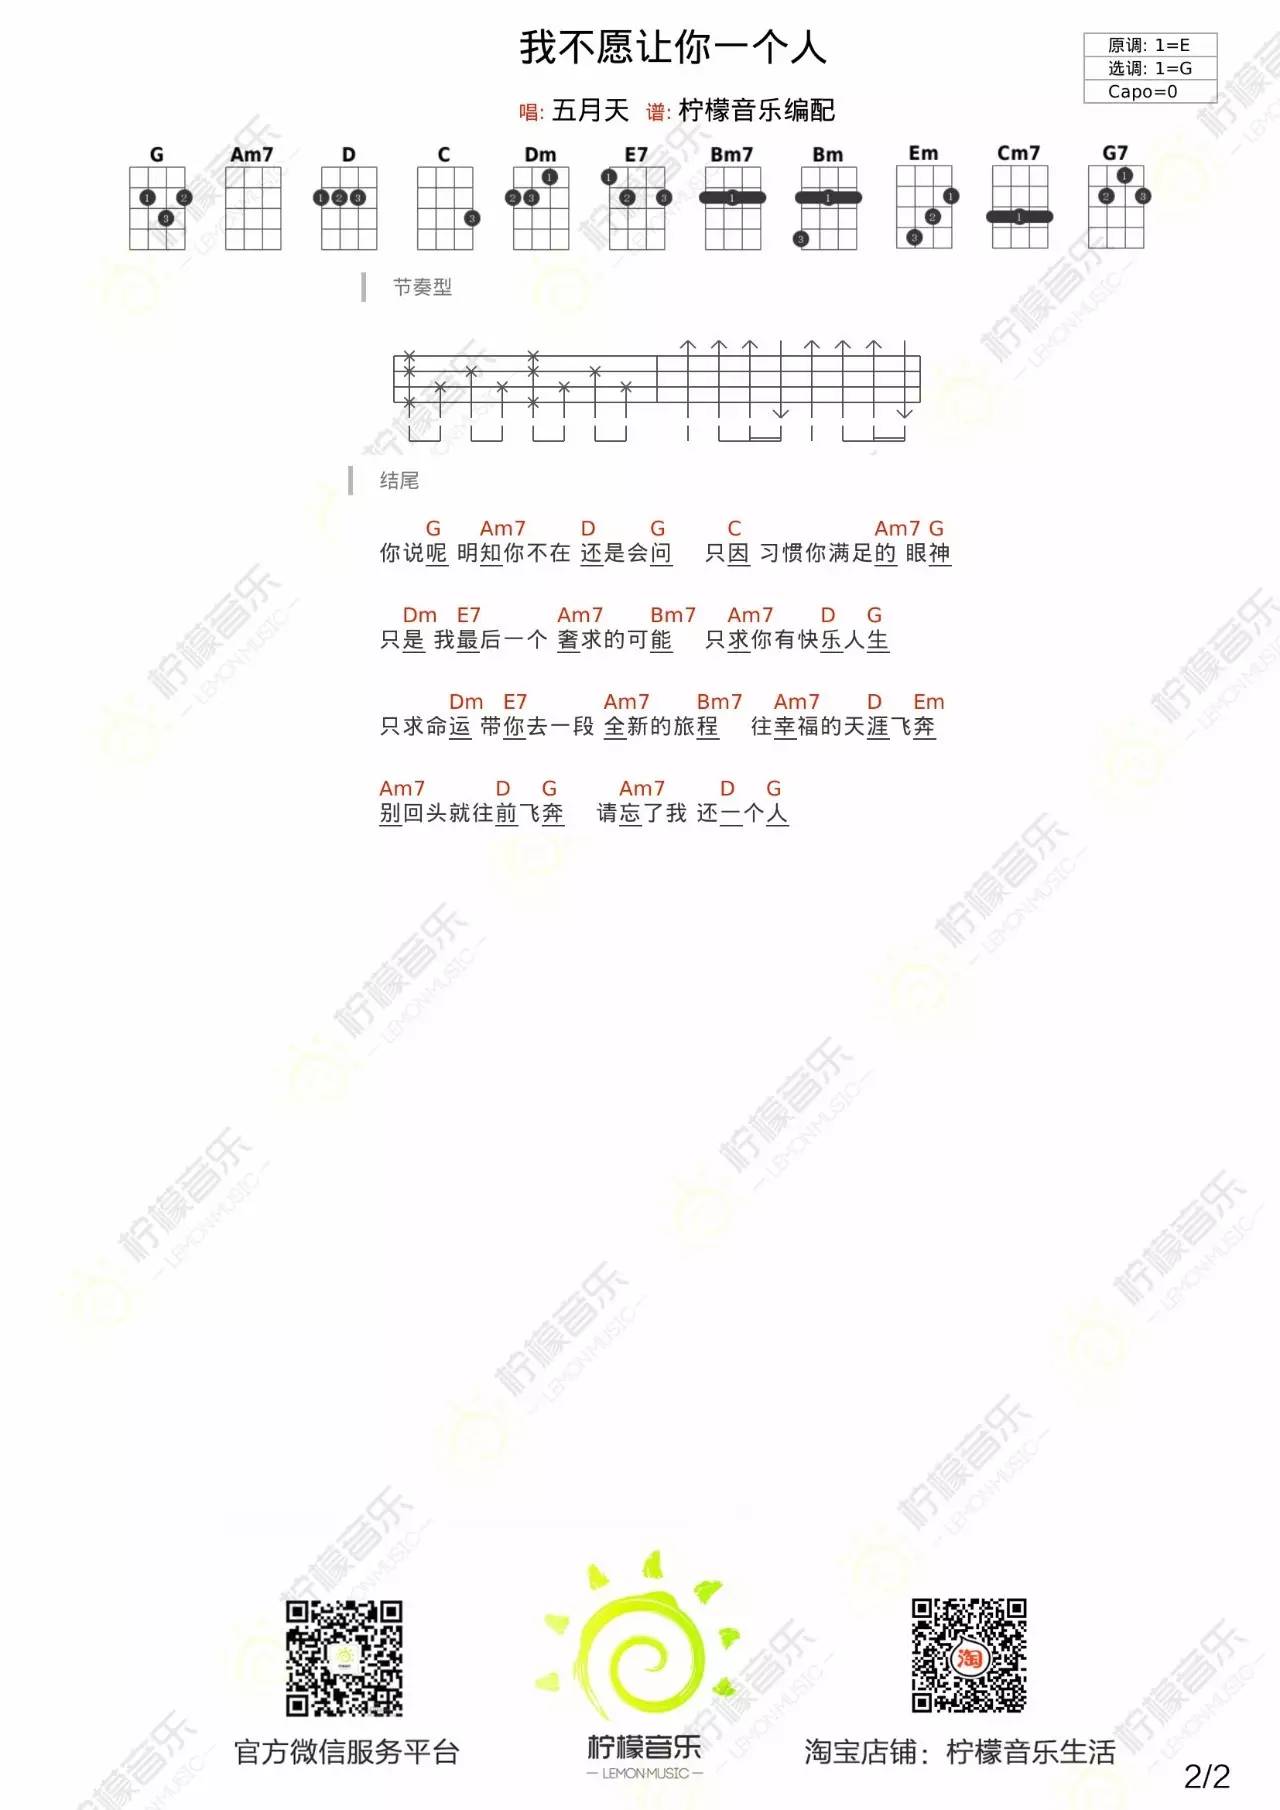 我不愿让你一个人
原调: 1=E
选调: 1=G
Capo=0
唱: 五月天 谱: 柠檬音乐编配
G Am7 D C Dm E7 Bm7 Bm Em Cm7 G7
节奏型
结尾
G Am7 D G C Am7 G
你说呢 明知你不在 还是会问 只因 习惯你满足的 眼神
Dm E7 Am7 Bm7 Am7 D G
只是 我最后一个 奢求的可能 只求你有快乐人生
Dm E7 Am7 Bm7 Am7 D Em
只求命运 带你去一段 全新的旅程 往幸福的天涯飞奔
Am7 D G Am7 D G
别回头就往前飞奔 请忘了我 还一个人
淘
柠檬音乐
LEMONMUSIC
官方微信服务平台
淘宝店铺: 柠檬音乐生活
2/2